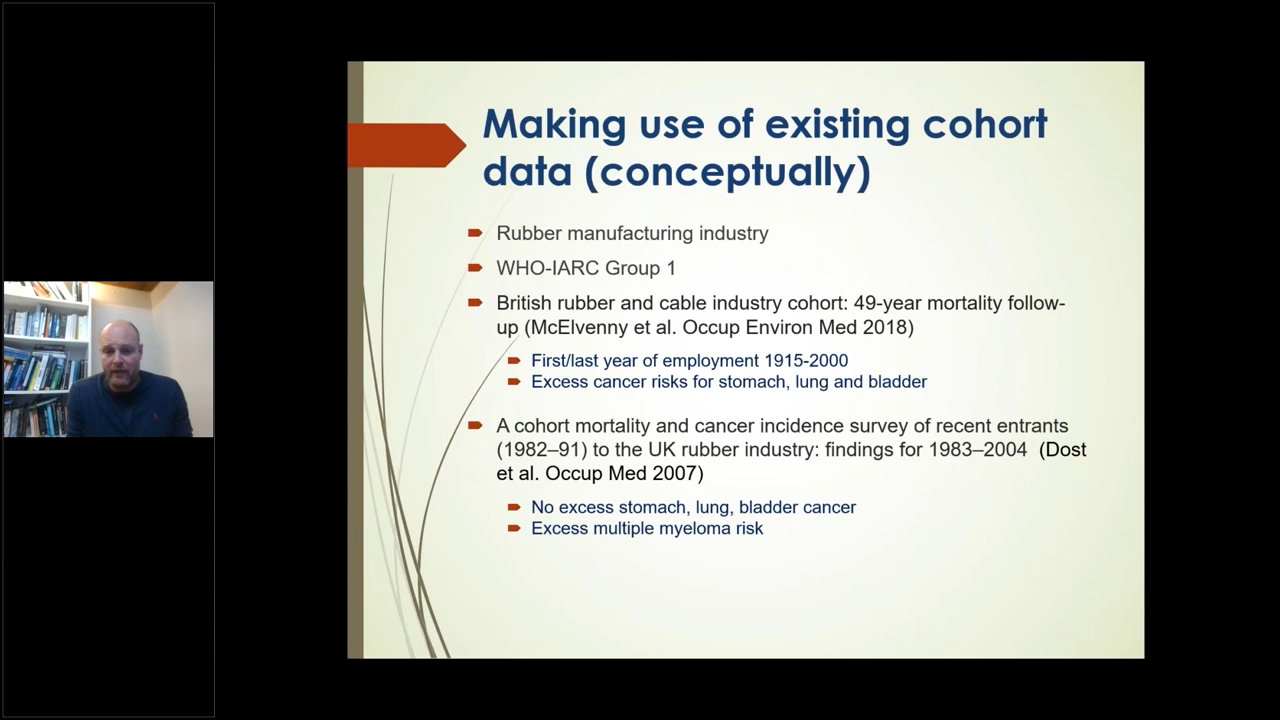 Making use of existing cohort
data (conceptually)
Rubber manufacturing industry
WHO-IARC Group 1
British rubber and cable industry cohort: 49-year mortality follow-
up (McElvenny et al. Occup Environ Med 2018)
First/last year of employment 1915-2000
Excess cancer risks for stomach, lung and bladder
A cohort mortality and cancer incidence survey of recent entrants
(1982–91) to the UK rubber industry: findings for 1983–2004 (Dost
et al. Occup Med 2007)
No excess stomach, lung, bladder cancer
Excess multiple myeloma risk